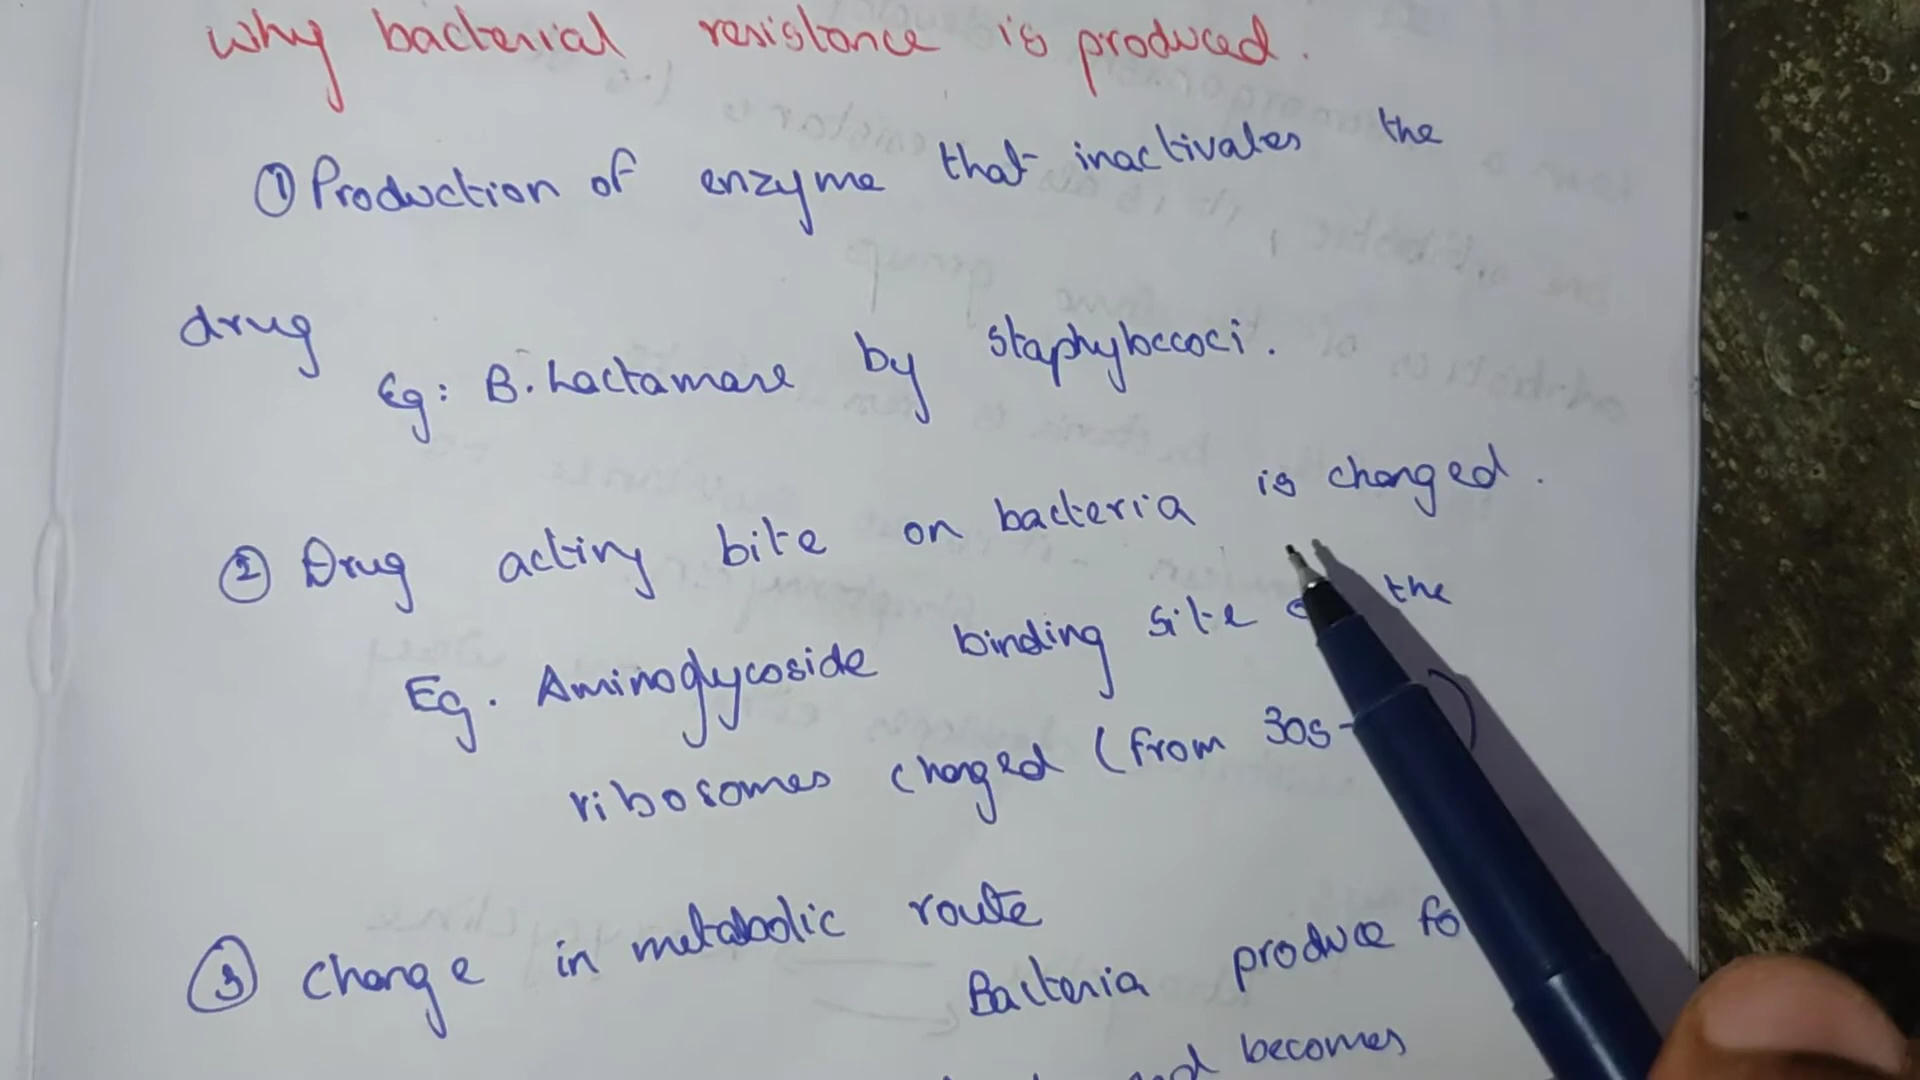 Why bacterial resistance is produced.
① Production of enzyme that inactivates the
drug
Eg: B. Lactamase by Staphylococci.
② Drug acting bite on bacteria is changed.
Eg. Aminoglycoside binding site the
ribosomes changed (from 30s-
③ Change in metabolic route
Bacteria produce
becomes